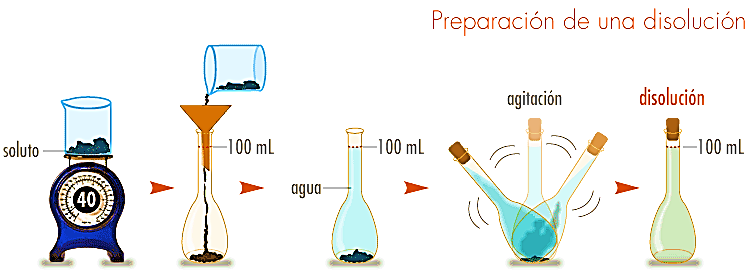 Preparación de una disolución
soluto
40
100 mL
agua
100 mL
agitación
disolución
100 mL